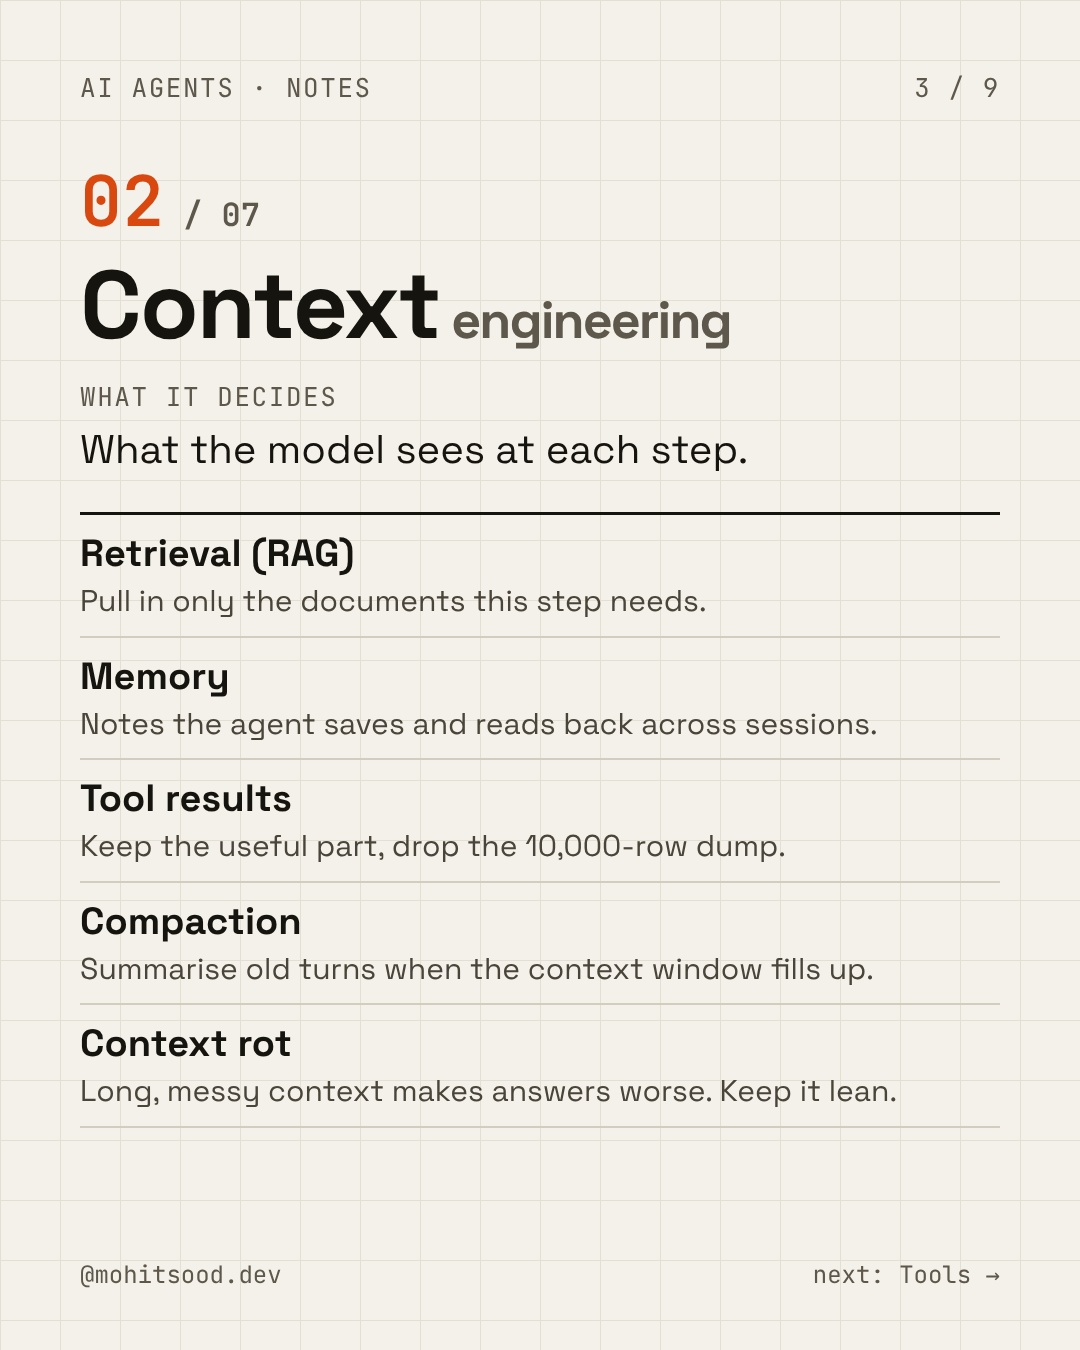 AI AGENTS · NOTES
3 / 9
02 / 07
Context engineering
WHAT IT DECIDES
What the model sees at each step.
Retrieval (RAG)
Pull in only the documents this step needs.
Memory
Notes the agent saves and reads back across sessions.
Tool results
Keep the useful part, drop the 10,000-row dump.
Compaction
Summarise old turns when the context window fills up.
Context rot
Long, messy context makes answers worse. Keep it lean.
@mohitsood.dev
next: Tools →